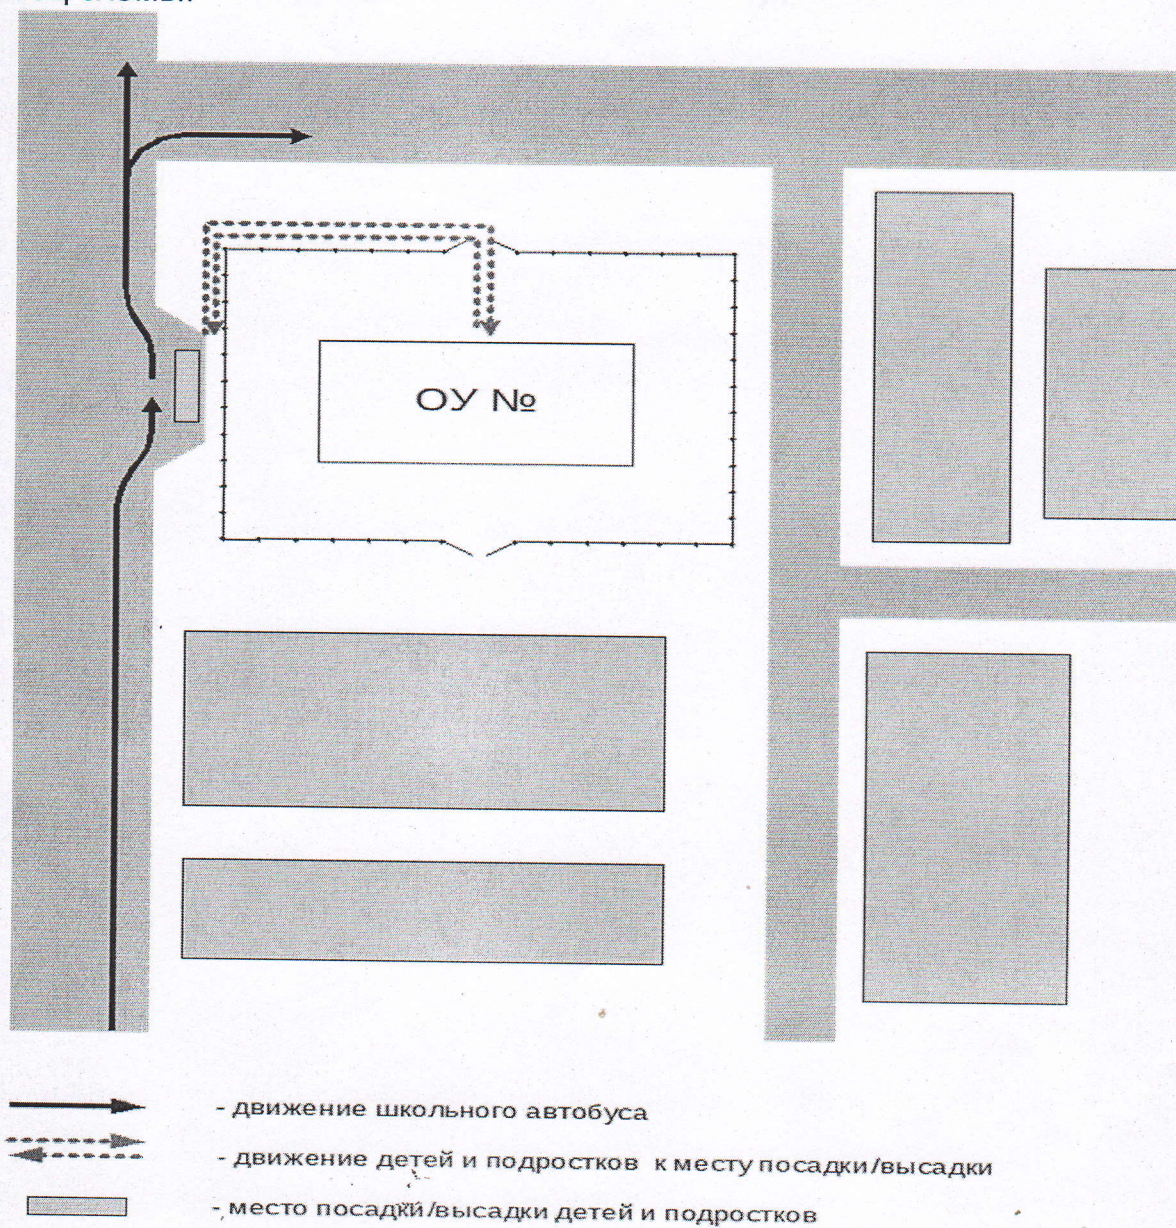 ОУ №
- движение школьного автобуса
- движение детей и подростков к месту посадки/высадки
- место посадки/высадки детей и подростков